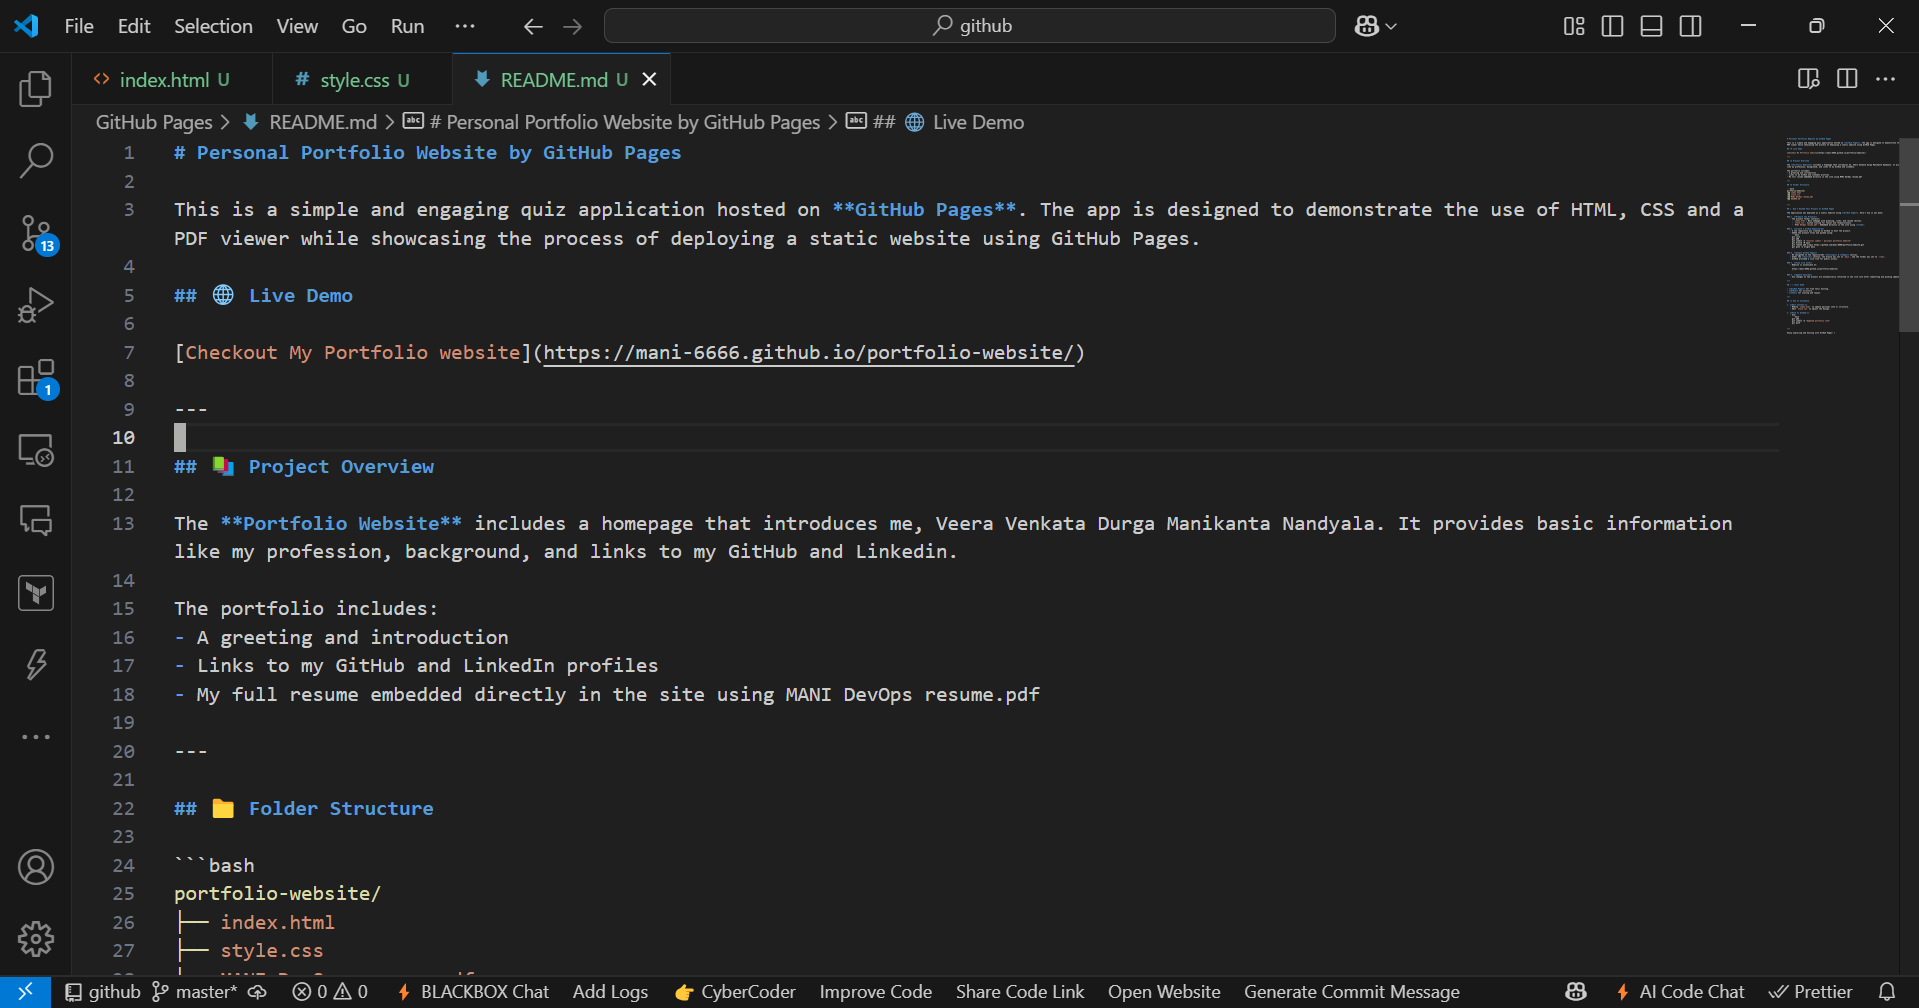 File Edit Selection View Go Run ··· github
index.html U style.css U README.md U
GitHub Pages > README.md > # Personal Portfolio Website by GitHub Pages > ## 🌐 Live Demo
1 # Personal Portfolio Website by GitHub Pages
2
3 This is a simple and engaging quiz application hosted on **GitHub Pages**. The app is designed to demonstrate the use of HTML, CSS and a
PDF viewer while showcasing the process of deploying a static website using GitHub Pages.
4
5 ## 🌐 Live Demo
6
7 [Checkout My Portfolio website](https://mani-6666.github.io/portfolio-website/)
8
9 ---
10
11 ## 📚 Project Overview
12
13 The **Portfolio Website** includes a homepage that introduces me, Veera Venkata Durga Manikanta Nandyala. It provides basic information
like my profession, background, and links to my GitHub and Linkedin.
14
15 The portfolio includes:
16 - A greeting and introduction
17 - Links to my GitHub and LinkedIn profiles
18 - My full resume embedded directly in the site using MANI DevOps resume.pdf
19
20 ---
21
22 ## 📁 Folder Structure
23
24 ```bash
25 portfolio-website/
26 ├── index.html
27 ├── style.css
13
1
github master* 0 0 BLACKBOX Chat Add Logs 👉 CyberCoder Improve Code Share Code Link Open Website Generate Commit Message AI Code Chat Prettier